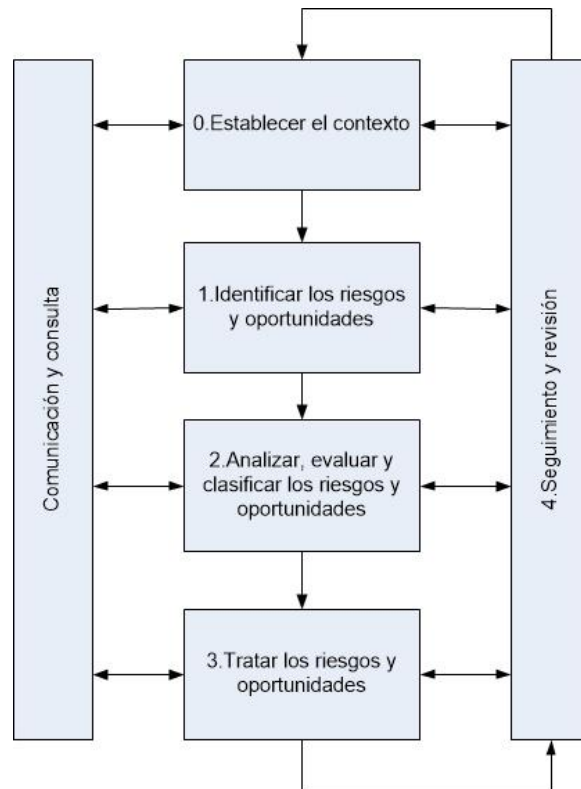 Comunicación y consulta
0.Establecer el contexto
1.Identificar los riesgos
y oportunidades
2.Analizar, evaluar y
clasificar los riesgos y
oportunidades
3.Tratar los riesgos y
oportunidades
4.Seguimiento y revisión